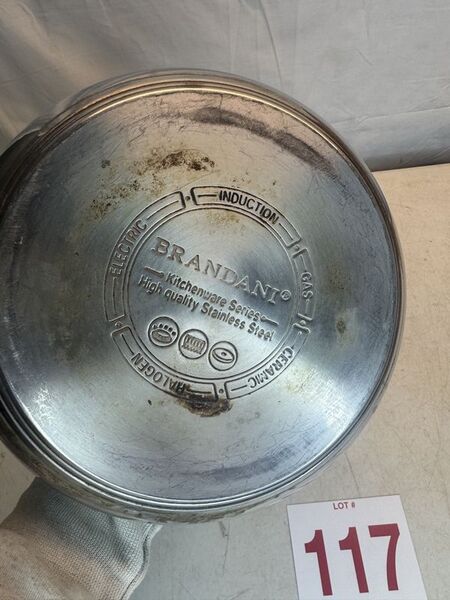 INDUCTION
GAS
CERAMIC
HALOGEN
ELECTRIC
BRANDANI®
Kitchenware Series
High quality Stainless Steel
LOT #
117